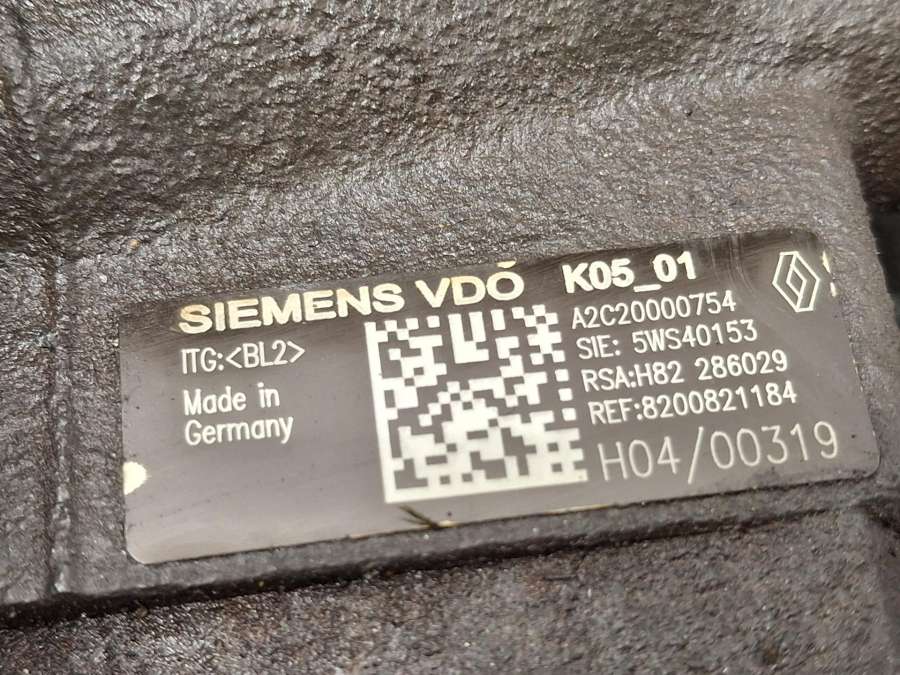 SIEMENS VDO K05_01
A2C20000754
ITG:<BL2>
SIE: 5WS40153
Made in
Germany
RSA:H82 286029
REF:8200821184
H04/00319